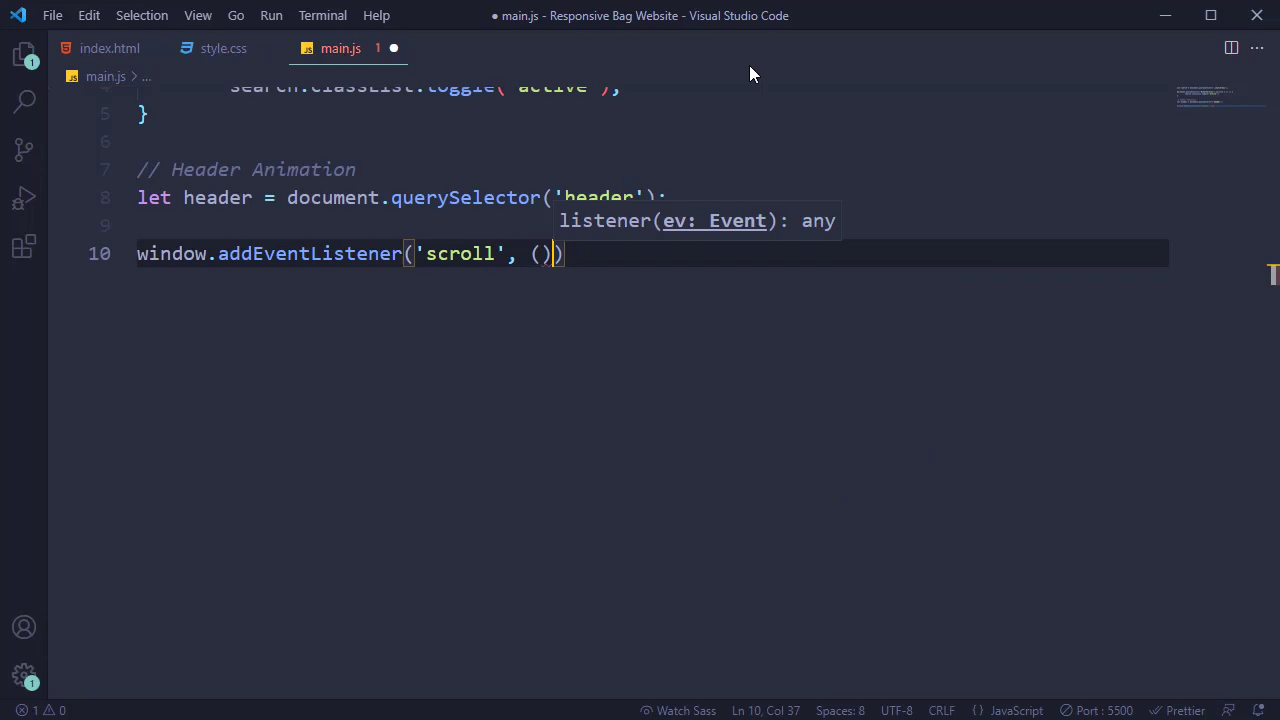 File Edit Selection View Go Run Terminal Help
● main.js - Responsive Bag Website - Visual Studio Code
index.html
style.css
JS main.js 1
JS main.js > ...
4 search.classList.toggle('active');
5 }
6
7 // Header Animation
8 let header = document.querySelector('header');
listener(ev: Event): any
9
10 window.addEventListener('scroll', ())
1
1
1 0
Watch Sass
Ln 10, Col 37
Spaces: 8
UTF-8
CRLF
{ } JavaScript
Port : 5500
Prettier